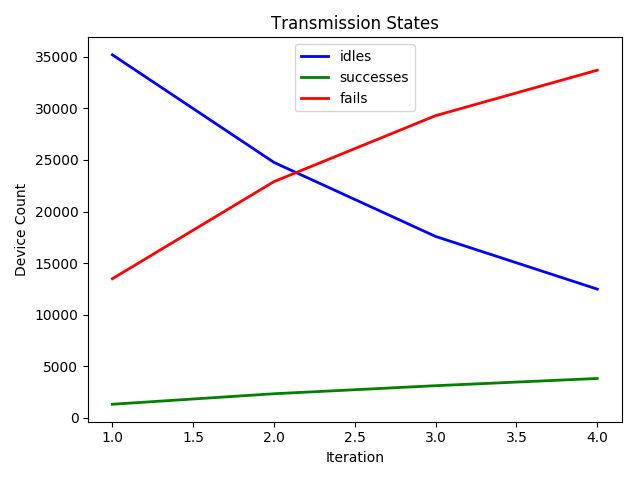 Transmission States
idles
successes
fails
Device Count
35000
30000
25000
20000
15000
10000
5000
0
1.0 1.5 2.0 2.5 3.0 3.5 4.0
Iteration